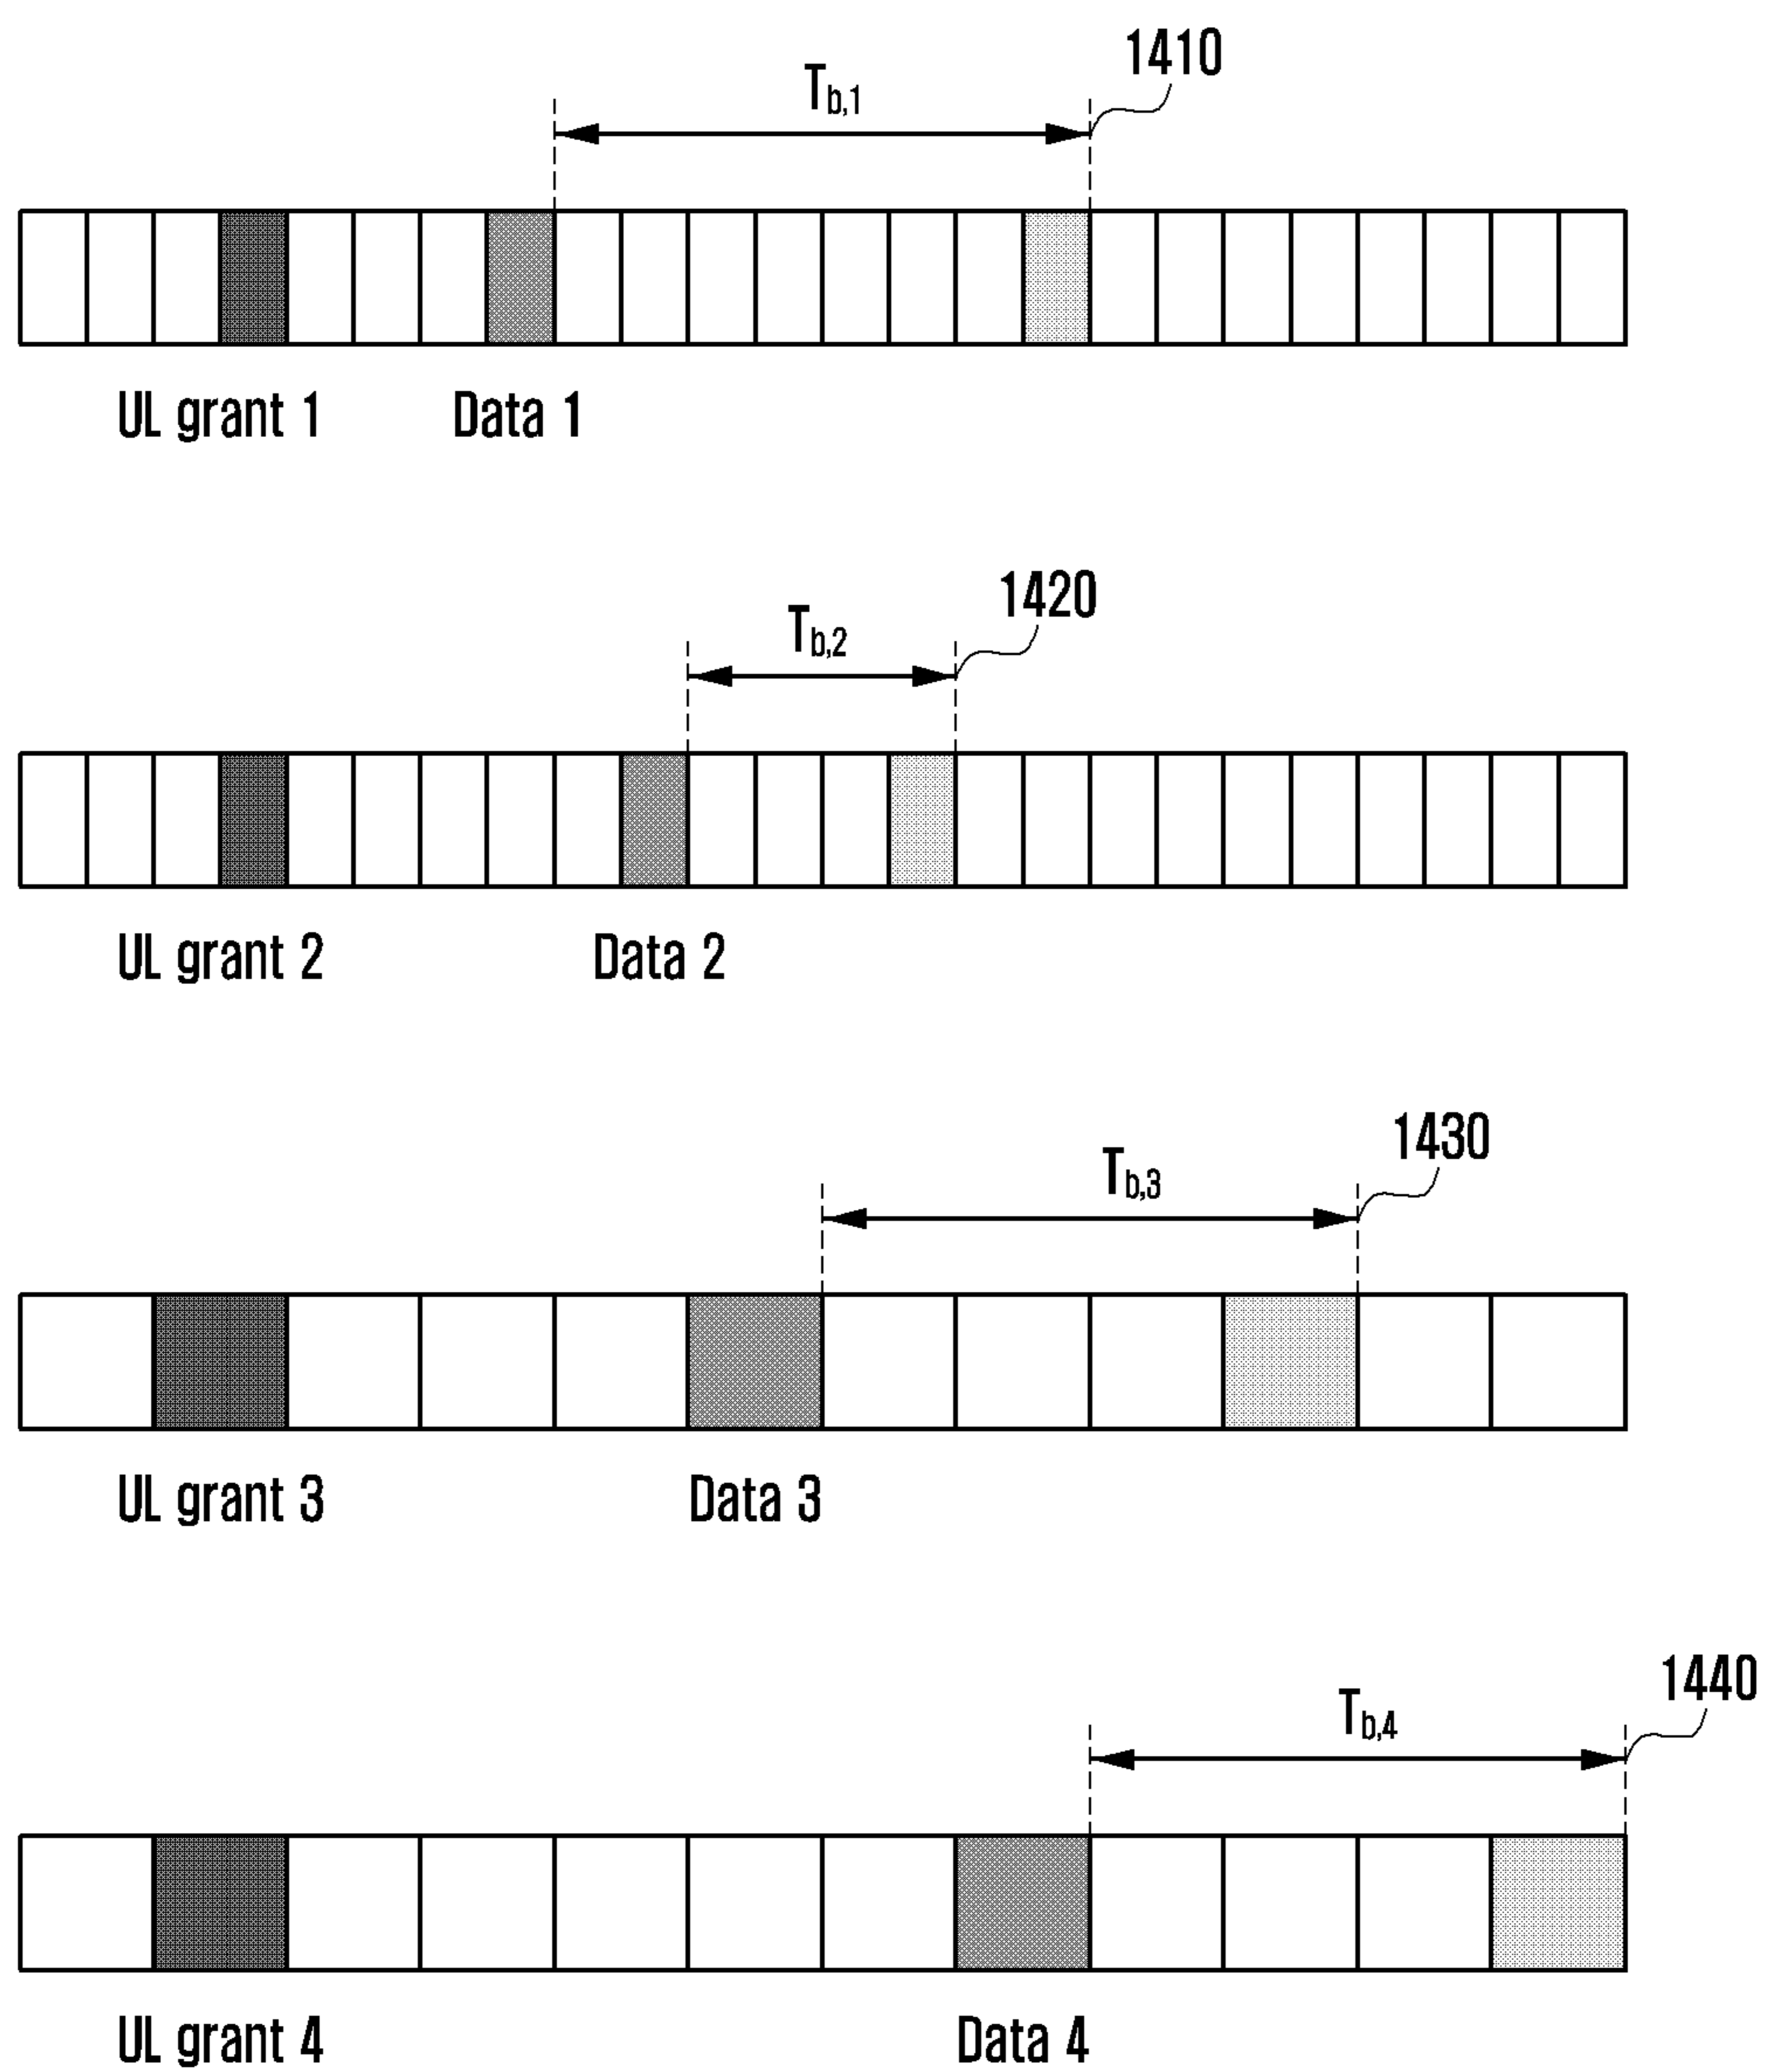 1410
Tb,1
UL grant 1 Data 1
1420
Tb,2
UL grant 2 Data 2
1430
Tb,3
UL grant 3 Data 3
1440
Tb,4
UL grant 4 Data 4